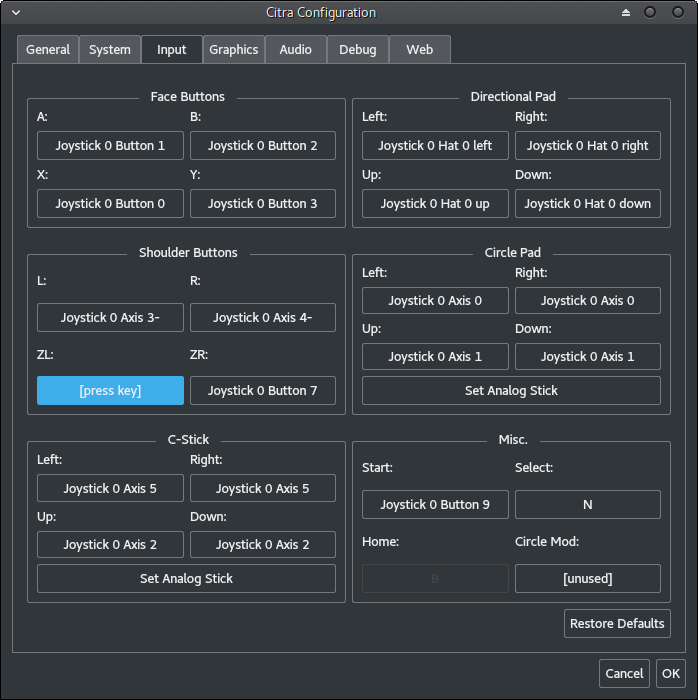 Citra Configuration
General System Input Graphics Audio Debug Web
Face Buttons
A: B:
Joystick 0 Button 1 Joystick 0 Button 2
X: Y:
Joystick 0 Button 0 Joystick 0 Button 3
Directional Pad
Left: Right:
Joystick 0 Hat 0 left Joystick 0 Hat 0 right
Up: Down:
Joystick 0 Hat 0 up Joystick 0 Hat 0 down
Shoulder Buttons
L: R:
Joystick 0 Axis 3- Joystick 0 Axis 4-
ZL: ZR:
[press key] Joystick 0 Button 7
Circle Pad
Left: Right:
Joystick 0 Axis 0 Joystick 0 Axis 0
Up: Down:
Joystick 0 Axis 1 Joystick 0 Axis 1
Set Analog Stick
C-Stick
Left: Right:
Joystick 0 Axis 5 Joystick 0 Axis 5
Up: Down:
Joystick 0 Axis 2 Joystick 0 Axis 2
Set Analog Stick
Misc.
Start: Select:
Joystick 0 Button 9 N
Home: Circle Mod:
B [unused]
Restore Defaults
Cancel OK